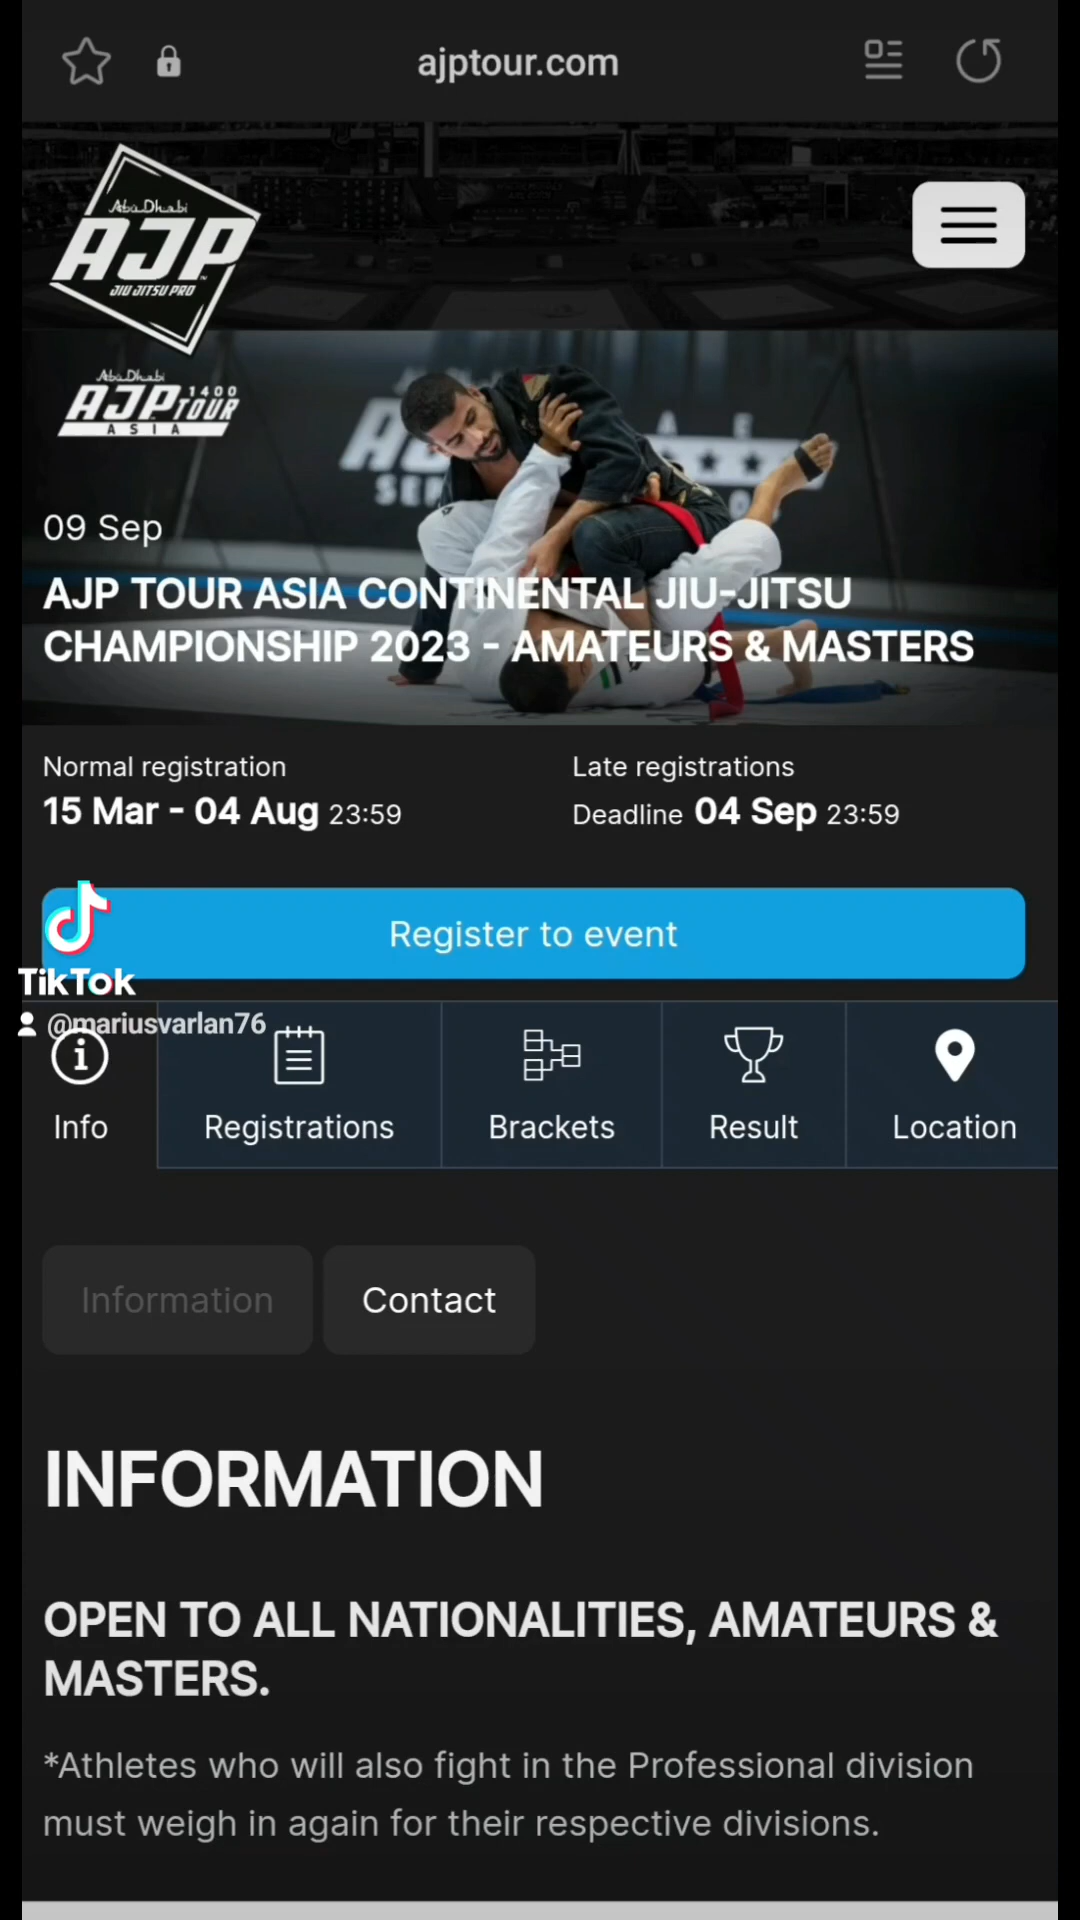 ajptour.com
Abu Dhabi
AJP
JIU JITSU PRO
Abu Dhabi
AJP TOUR 1400
ASIA
09 Sep
AJP TOUR ASIA CONTINENTAL JIU-JITSU
CHAMPIONSHIP 2023 - AMATEURS & MASTERS
Normal registration
15 Mar - 04 Aug 23:59
Late registrations
Deadline 04 Sep 23:59
Register to event
TikTok
@mariusvarlan76
Info
Registrations
Brackets
Result
Location
Information
Contact
INFORMATION
OPEN TO ALL NATIONALITIES, AMATEURS &
MASTERS.
*Athletes who will also fight in the Professional division
must weigh in again for their respective divisions.